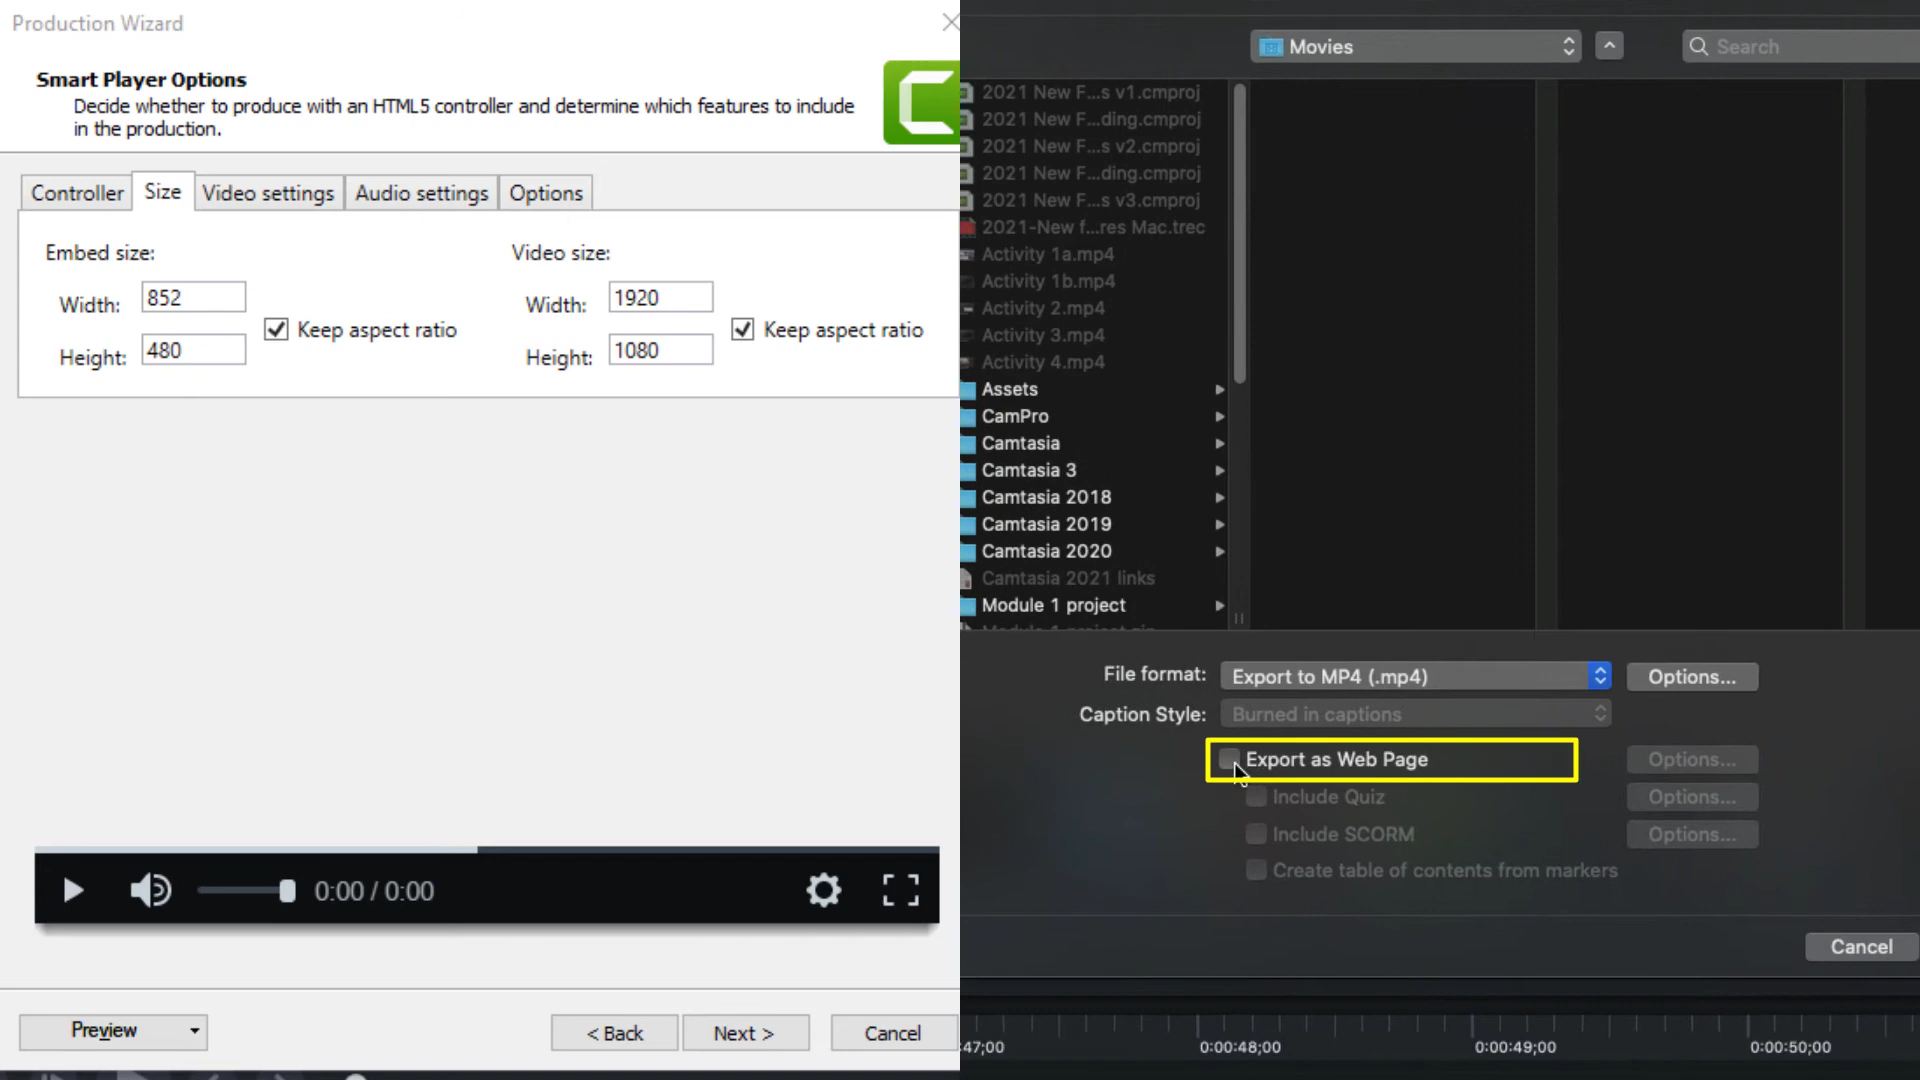 Production Wizard
Smart Player Options
Decide whether to produce with an HTML5 controller and determine which features to include
in the production.
Controller
Size
Video settings
Audio settings
Options
Embed size:
Width:
852
Height:
480
Keep aspect ratio
Video size:
Width:
1920
Height:
1080
Keep aspect ratio
0:00 / 0:00
Preview
< Back
Next >
Cancel
Movies
Search
2021 New F...s v1.cmproj
2021 New F...ding.cmproj
2021 New F...s v2.cmproj
2021 New F...ding.cmproj
2021 New F...s v3.cmproj
2021-New f...res Mac.trec
Activity 1a.mp4
Activity 1b.mp4
Activity 2.mp4
Activity 3.mp4
Activity 4.mp4
Assets
CamPro
Camtasia
Camtasia 3
Camtasia 2018
Camtasia 2019
Camtasia 2020
Camtasia 2021 links
Module 1 project
File format:
Export to MP4 (.mp4)
Options...
Caption Style:
Burned in captions
Export as Web Page
Options...
Include Quiz
Options...
Include SCORM
Options...
Create table of contents from markers
Cancel
:47;00
0:00:48;00
0:00:49;00
0:00:50;00